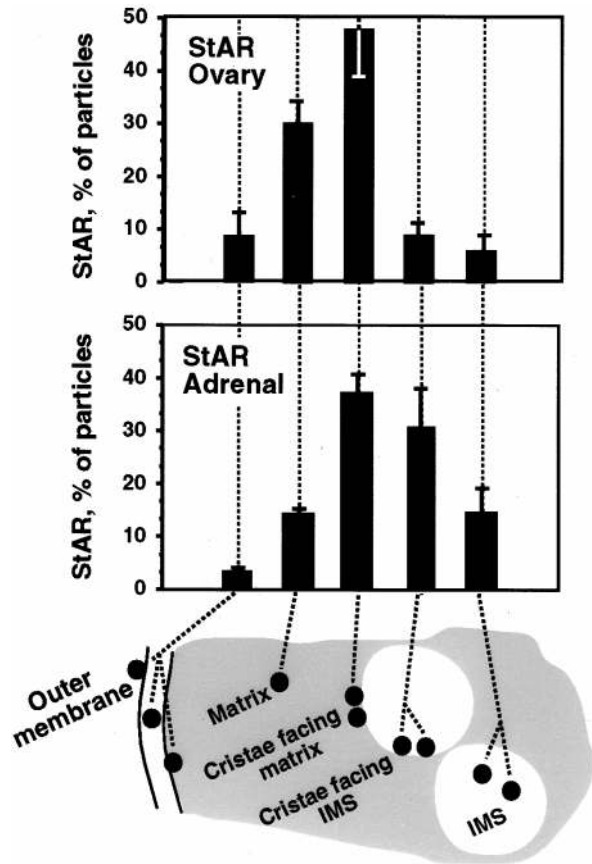 StAR, % of particles
50
40
30
20
10
0
StAR
Ovary
StAR, % of particles
50
40
30
20
10
0
StAR
Adrenal
Outer
membrane
Matrix
Cristae facing
matrix
Cristae facing
IMS
IMS